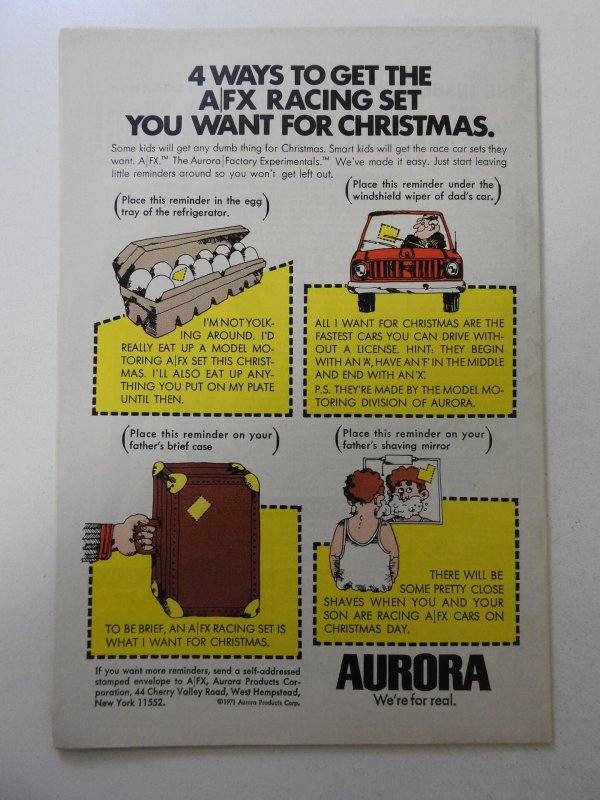 4 WAYS TO GET THE
A|FX RACING SET
YOU WANT FOR CHRISTMAS.
Some kids will get any dumb thing for Christmas. Smart kids will get the race car sets they
want. A|FX.™ The Aurora|Factory Experimentals.™ We've made it easy. Just start leaving
little reminders around so you won't get left out.
(Place this reminder in the egg
tray of the refrigerator.)
I'M NOT YOLK-
ING AROUND. I'D
REALLY EAT UP A MODEL MO-
TORING A|FX SET THIS CHRIST-
MAS. I'LL ALSO EAT UP ANY-
THING YOU PUT ON MY PLATE
UNTIL THEN.
(Place this reminder under the
windshield wiper of dad's car.)
ALL I WANT FOR CHRISTMAS ARE THE
FASTEST CARS YOU CAN DRIVE WITH-
OUT A LICENSE. HINT: THEY BEGIN
WITH AN 'A', HAVE AN 'F' IN THE MIDDLE
AND END WITH AN 'X'.
P.S. THEY'RE MADE BY THE MODEL MO-
TORING DIVISION OF AURORA.
(Place this reminder on your
father's brief case)
TO BE BRIEF, AN A|FX RACING SET IS
WHAT I WANT FOR CHRISTMAS.
(Place this reminder on your
father's shaving mirror)
THERE WILL BE
SOME PRETTY CLOSE
SHAVES WHEN YOU AND YOUR
SON ARE RACING A|FX CARS ON
CHRISTMAS DAY.
If you want more reminders, send a self-addressed
stamped envelope to A|FX, Aurora Products Cor-
poration, 44 Cherry Valley Road, West Hempstead,
New York 11552. ©1971 Aurora Products Corp.
AURORA
We're for real.